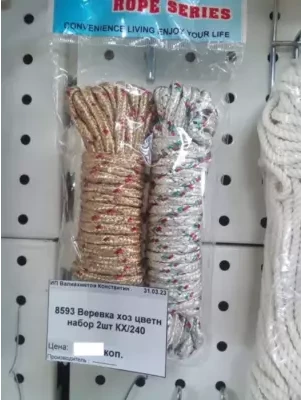 ROPE SERIES
CONVENIENCE LIVING ENJOY YOUR LIFE
ИП Константин 31.03.23
8593 Веревка хоз цветн
набор 2шт КХ/240
Цена: коп.
Производитель: